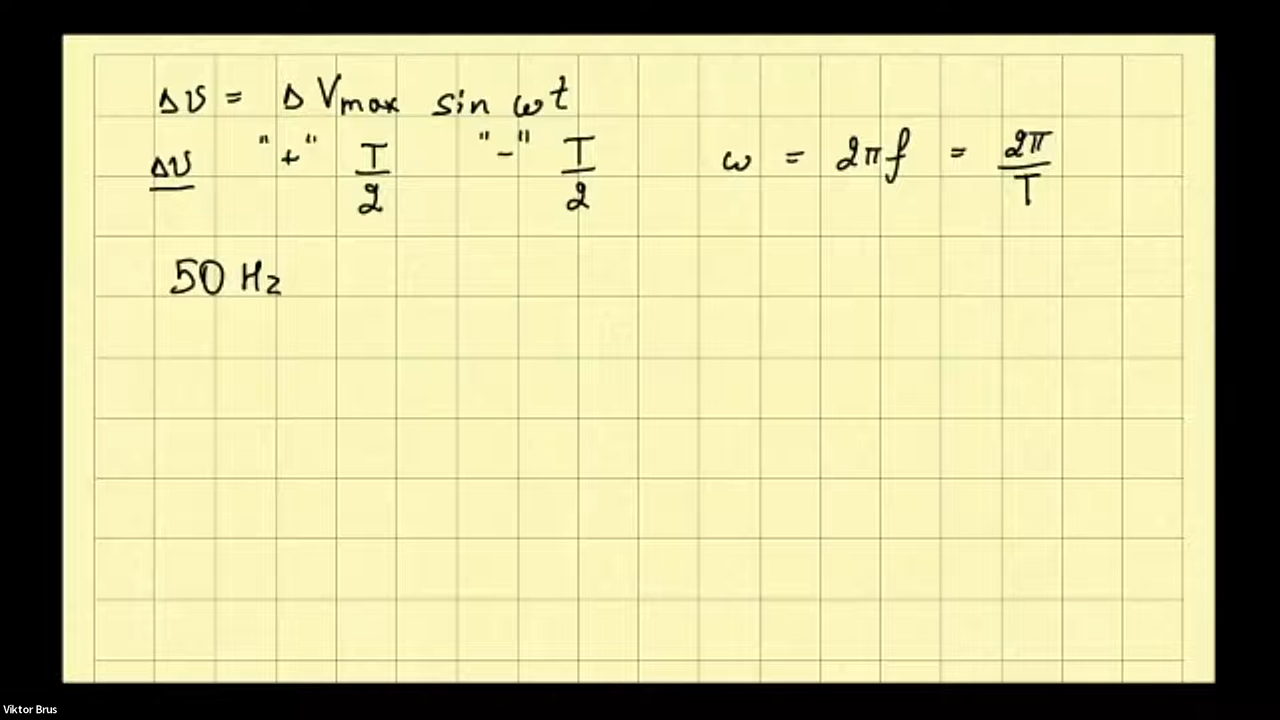 Δv = ΔVmax sin ωt
Δv "+" T/2 "-" T/2 ω = 2πf = 2π/T
50 Hz
Viktor Brus